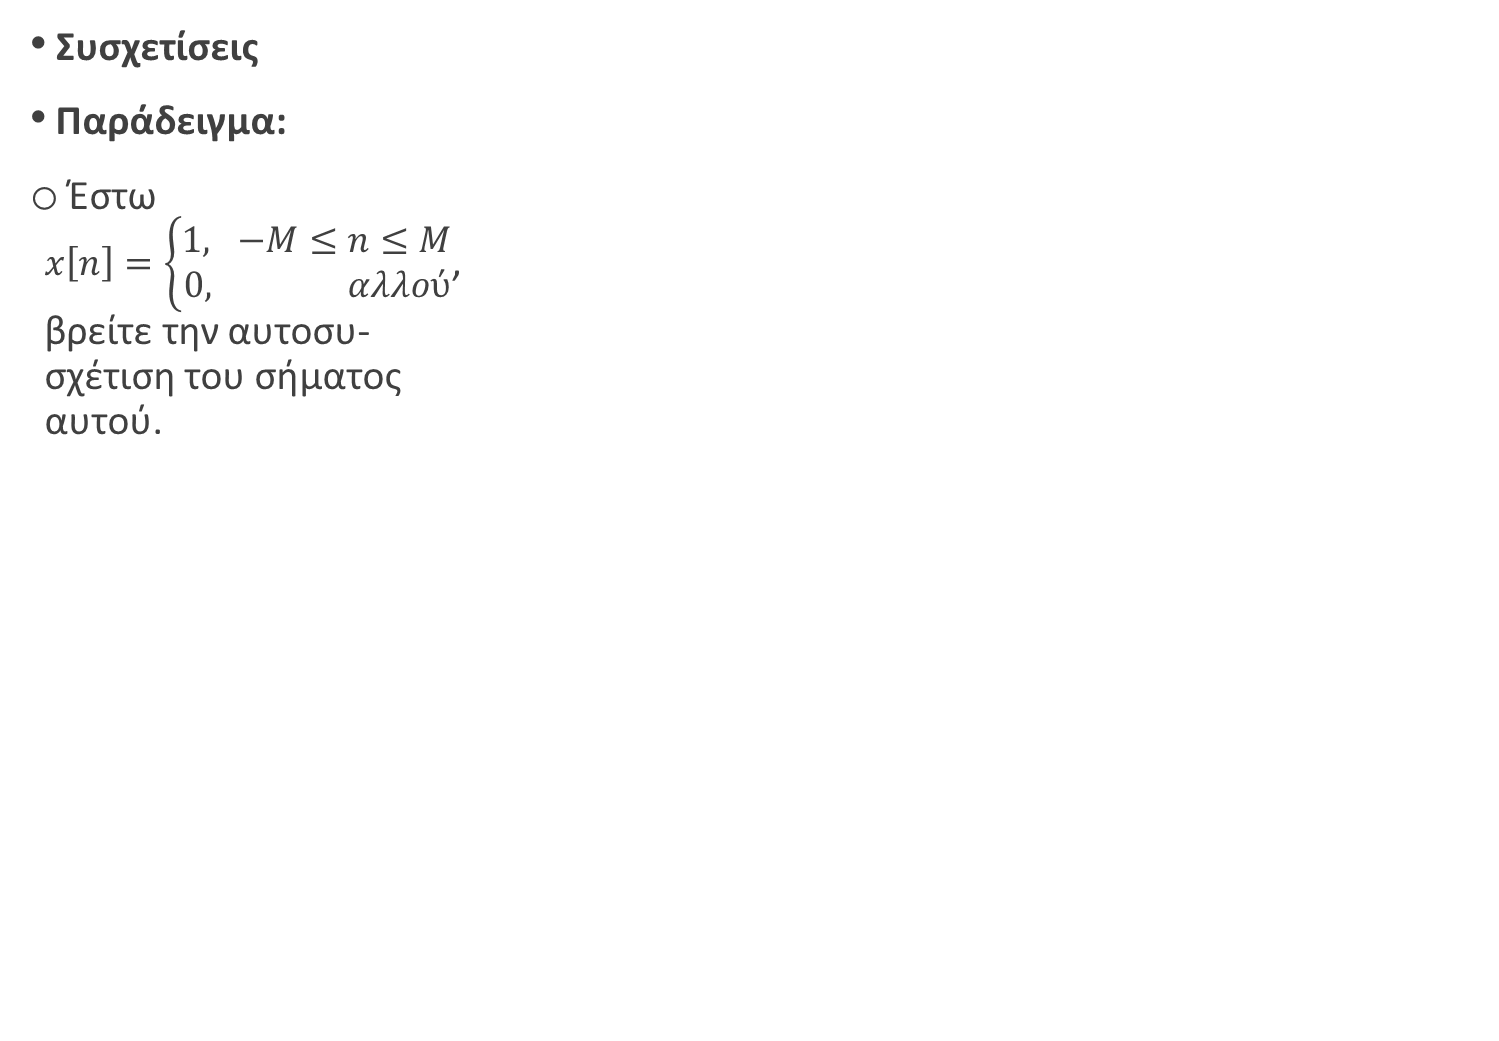 • Συσχετίσεις
• Παράδειγμα:
○ Έστω
x[n] = {1, −M ≤ n ≤ M
0, αλλού,
βρείτε την αυτοσυ-
σχέτιση του σήματος
αυτού.